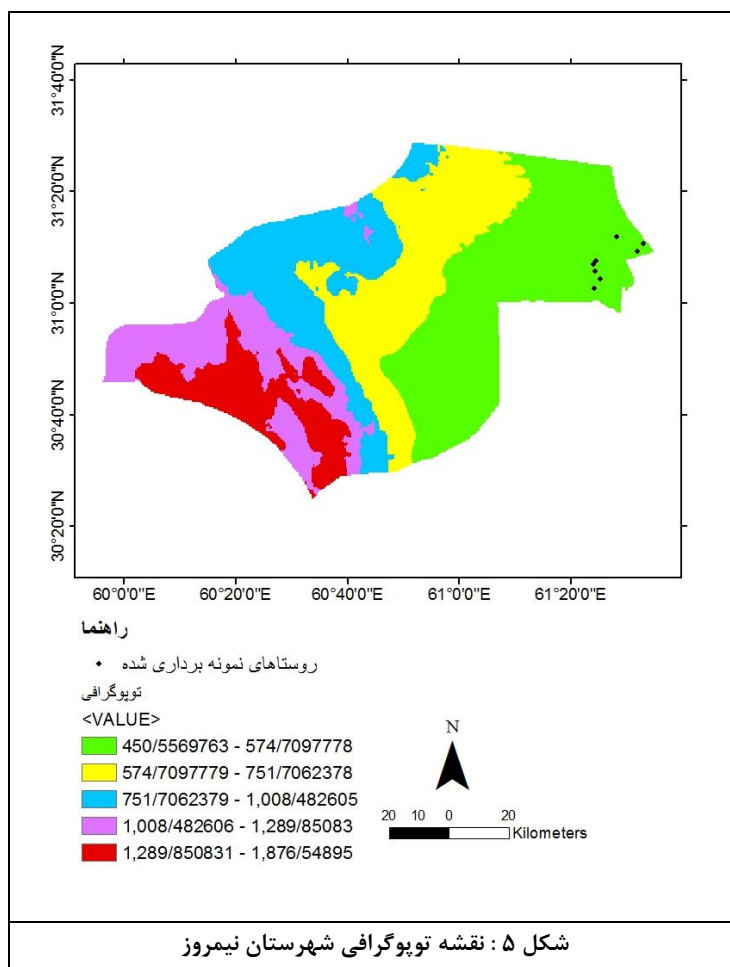 31°40'0"N
31°20'0"N
31°0'0"N
30°40'0"N
30°20'0"N
60°0'0"E 60°20'0"E 60°40'0"E 61°0'0"E 61°20'0"E
راهنما
روستاهای نمونه برداری شده
توپوگرافی
<VALUE>
450/5569763 - 574/7097778
574/7097779 - 751/7062378
751/7062379 - 1,008/482605
1,008/482606 - 1,289/85083
1,289/850831 - 1,876/54895
N
20 10 0 20
Kilometers
شکل ۵ : نقشه توپوگرافی شهرستان نیمروز